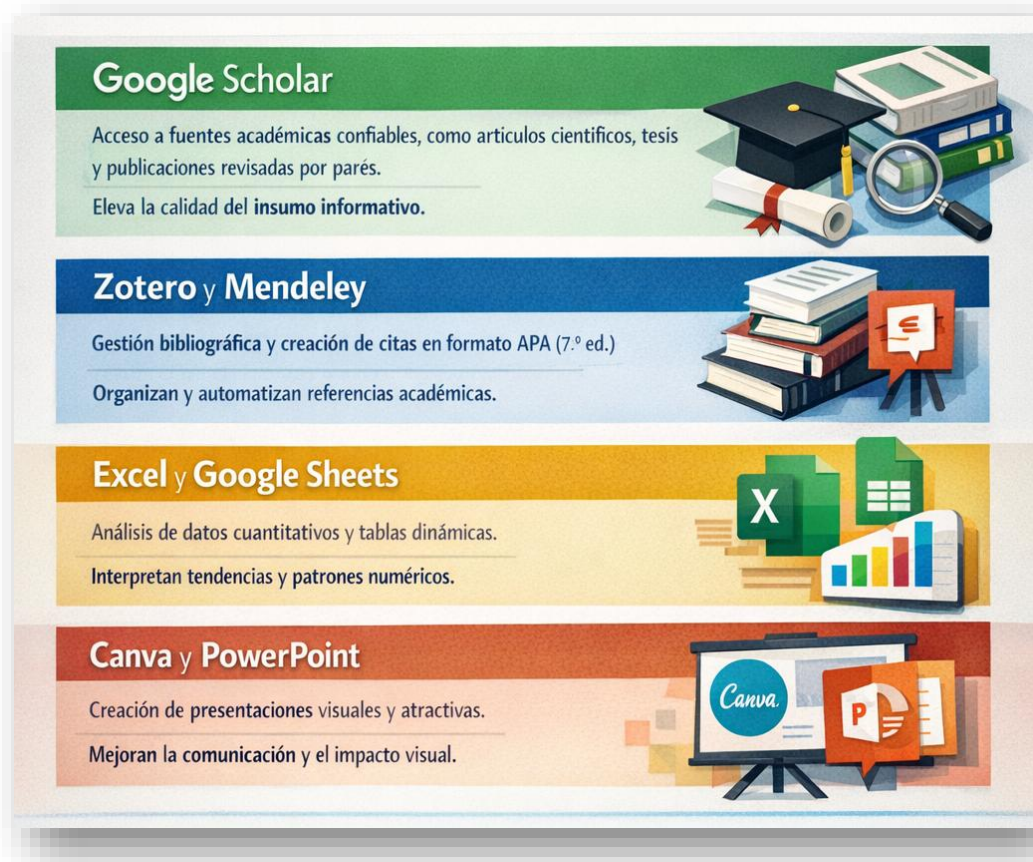 Google Scholar
Acceso a fuentes académicas confiables, como articulos cientificos, tesis
y publicaciones revisadas por parés.
Eleva la calidad del insumo informativo.
Zotero y Mendeley
Gestión bibliográfica y creación de citas en formato APA (7.º ed.)
Organizan y automatizan referencias académicas.
Excel y Google Sheets
Análisis de datos cuantitativos y tablas dinámicas.
Interpretan tendencias y patrones numéricos.
X
Canva y PowerPoint
Creación de presentaciones visuales y atractivas.
Mejoran la comunicación y el impacto visual.
Canva
P